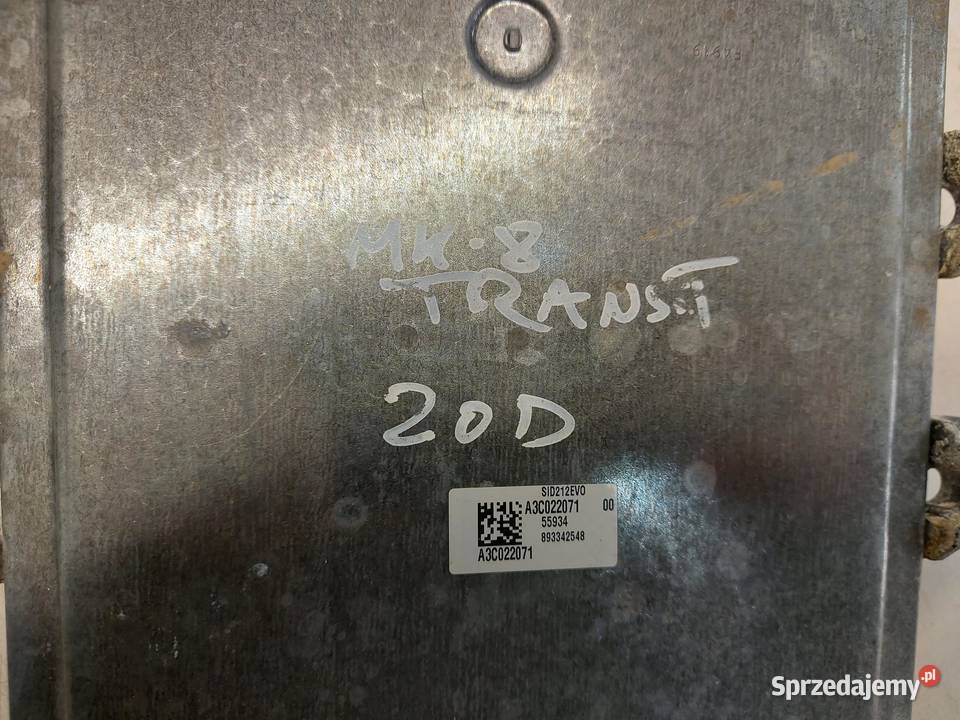 MK·8
TRANSIT
20D
SID212EVO
A3C022071 00
55934
893342548
A3C022071
Sprzedajemy.pl